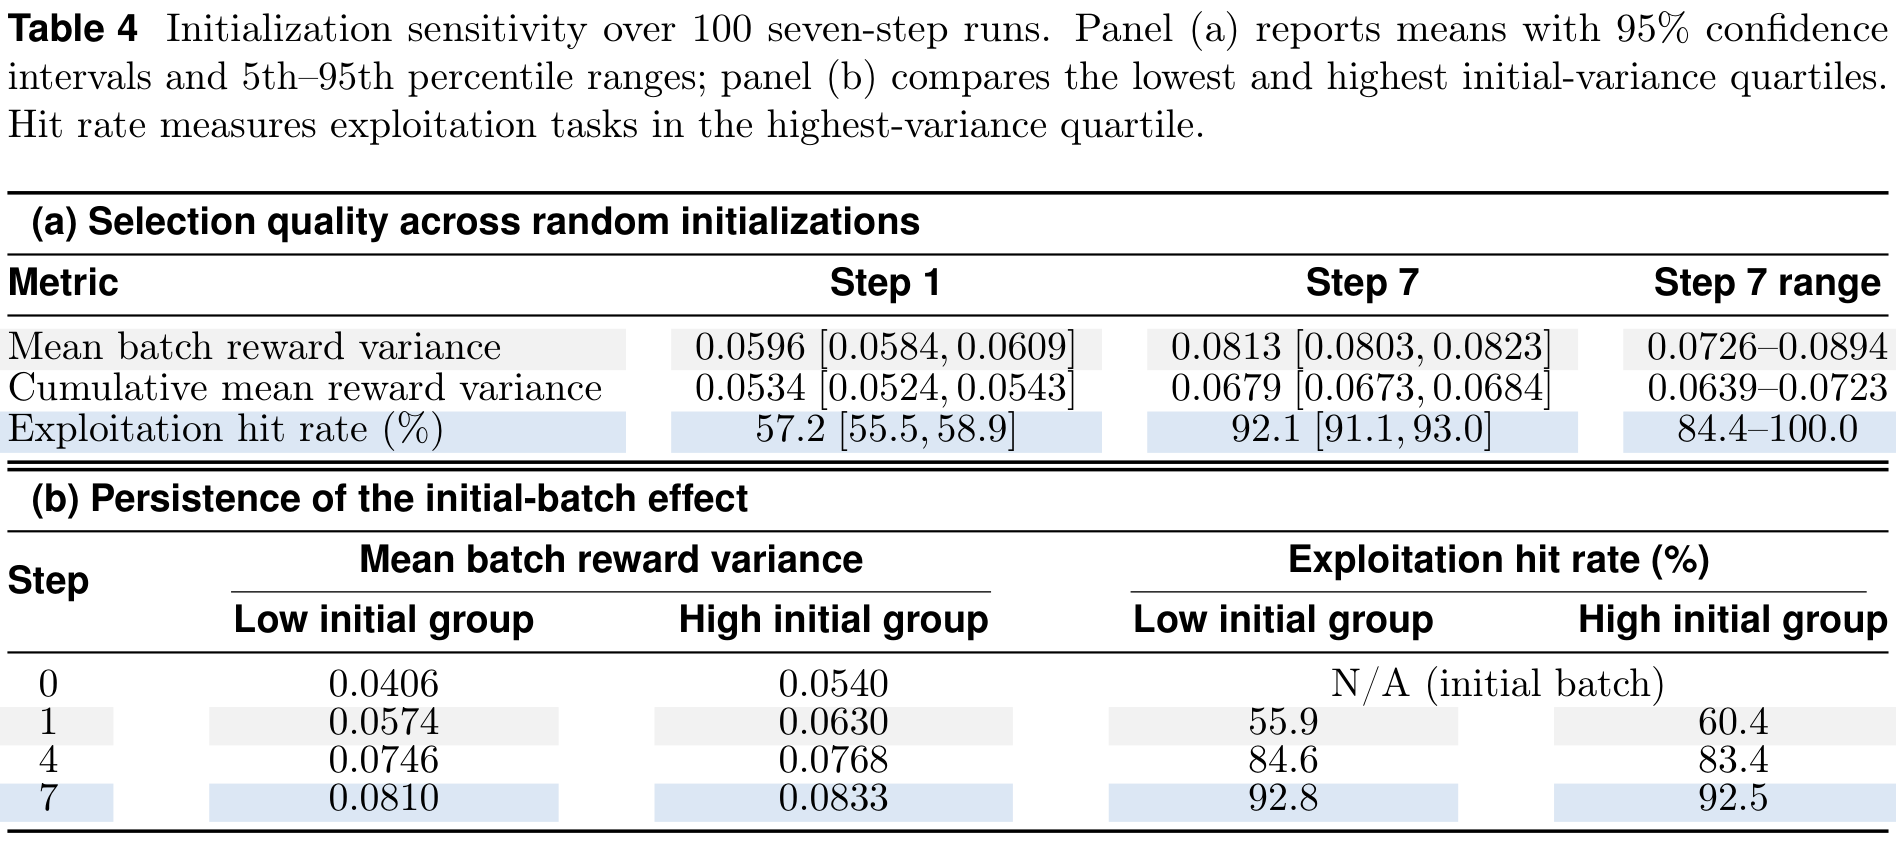 Table 4 Initialization sensitivity over 100 seven-step runs. Panel (a) reports means with 95% confidence
intervals and 5th–95th percentile ranges; panel (b) compares the lowest and highest initial-variance quartiles.
Hit rate measures exploitation tasks in the highest-variance quartile.
(a) Selection quality across random initializations
Metric Step 1 Step 7 Step 7 range
Mean batch reward variance 0.0596 [0.0584, 0.0609] 0.0813 [0.0803, 0.0823] 0.0726–0.0894
Cumulative mean reward variance 0.0534 [0.0524, 0.0543] 0.0679 [0.0673, 0.0684] 0.0639–0.0723
Exploitation hit rate (%) 57.2 [55.5, 58.9] 92.1 [91.1, 93.0] 84.4–100.0
(b) Persistence of the initial-batch effect
Step Mean batch reward variance Exploitation hit rate (%)
Low initial group High initial group Low initial group High initial group
0 0.0406 0.0540 N/A (initial batch)
1 0.0574 0.0630 55.9 60.4
4 0.0746 0.0768 84.6 83.4
7 0.0810 0.0833 92.8 92.5